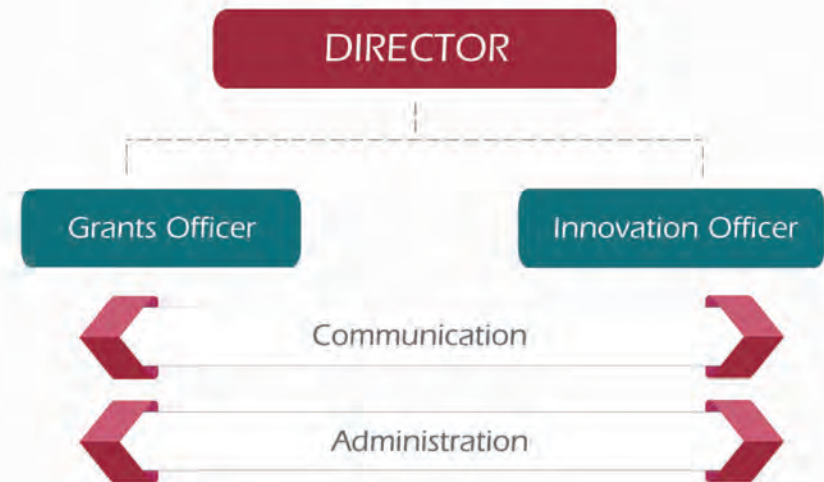 DIRECTOR
Grants Officer
Innovation Officer
Communication
Administration